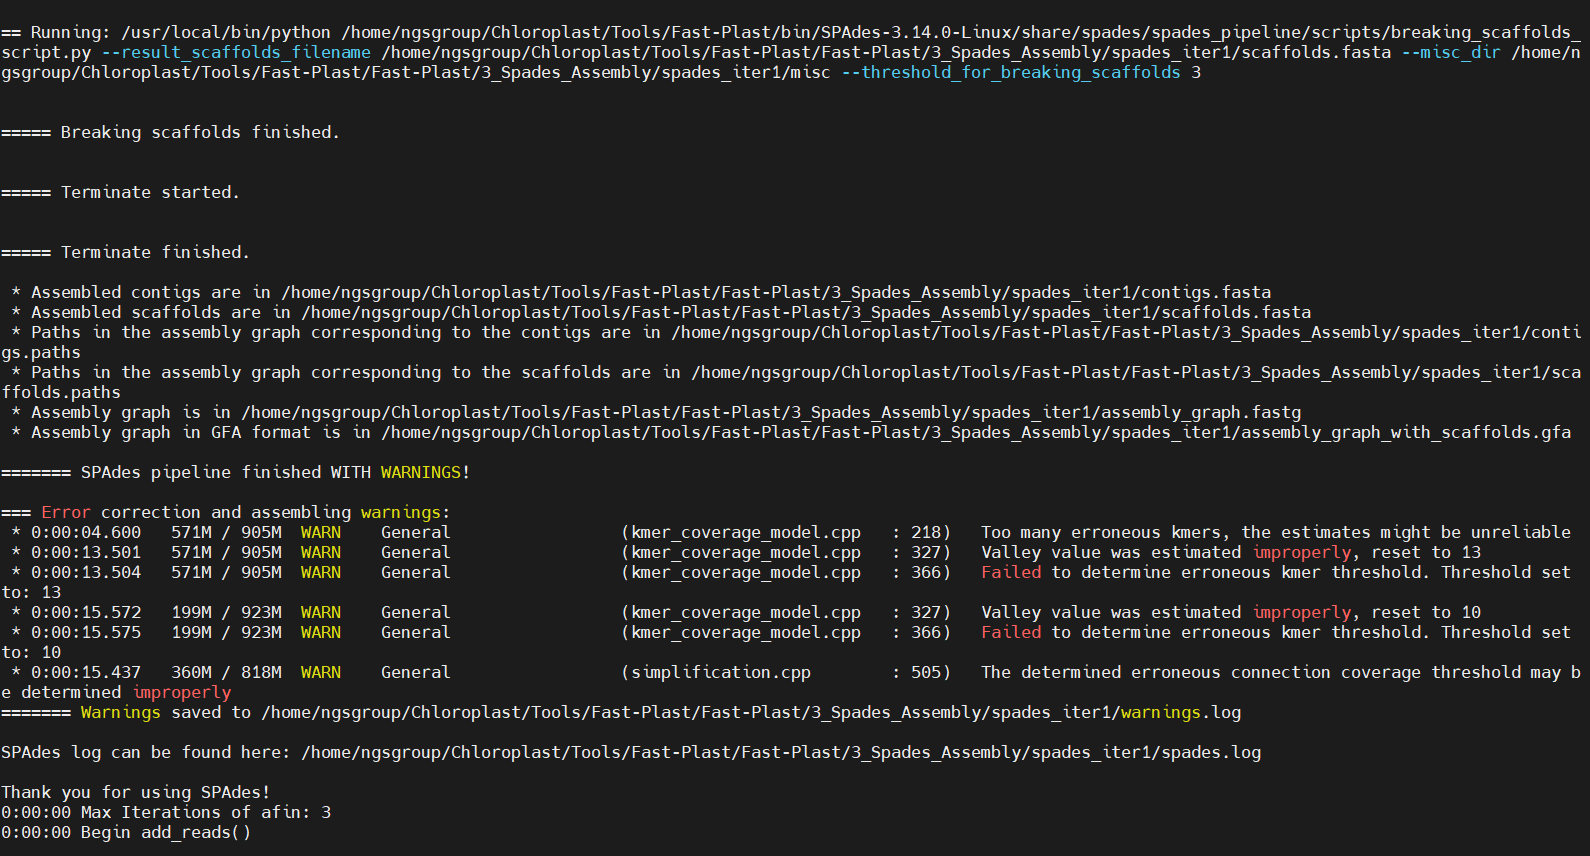 == Running: /usr/local/bin/python /home/ngsgroup/Chloroplast/Tools/Fast-Plast/bin/SPAdes-3.14.0-Linux/share/spades/spades_pipeline/scripts/breaking_scaffolds_
script.py --result_scaffolds_filename /home/ngsgroup/Chloroplast/Tools/Fast-Plast/Fast-Plast/3_Spades_Assembly/spades_iter1/scaffolds.fasta --misc_dir /home/n
gsgroup/Chloroplast/Tools/Fast-Plast/Fast-Plast/3_Spades_Assembly/spades_iter1/misc --threshold_for_breaking_scaffolds 3
===== Breaking scaffolds finished.
===== Terminate started.
===== Terminate finished.
* Assembled contigs are in /home/ngsgroup/Chloroplast/Tools/Fast-Plast/Fast-Plast/3_Spades_Assembly/spades_iter1/contigs.fasta
* Assembled scaffolds are in /home/ngsgroup/Chloroplast/Tools/Fast-Plast/Fast-Plast/3_Spades_Assembly/spades_iter1/scaffolds.fasta
* Paths in the assembly graph corresponding to the contigs are in /home/ngsgroup/Chloroplast/Tools/Fast-Plast/Fast-Plast/3_Spades_Assembly/spades_iter1/conti
gs.paths
* Paths in the assembly graph corresponding to the scaffolds are in /home/ngsgroup/Chloroplast/Tools/Fast-Plast/Fast-Plast/3_Spades_Assembly/spades_iter1/sca
ffolds.paths
* Assembly graph is in /home/ngsgroup/Chloroplast/Tools/Fast-Plast/Fast-Plast/3_Spades_Assembly/spades_iter1/assembly_graph.fastg
* Assembly graph in GFA format is in /home/ngsgroup/Chloroplast/Tools/Fast-Plast/Fast-Plast/3_Spades_Assembly/spades_iter1/assembly_graph_with_scaffolds.gfa
======= SPAdes pipeline finished WITH WARNINGS!
=== Error correction and assembling warnings:
* 0:00:04.600   571M / 905M  WARN    General                 (kmer_coverage_model.cpp   : 218)   Too many erroneous kmers, the estimates might be unreliable
* 0:00:13.501   571M / 905M  WARN    General                 (kmer_coverage_model.cpp   : 327)   Valley value was estimated improperly, reset to 13
* 0:00:13.504   571M / 905M  WARN    General                 (kmer_coverage_model.cpp   : 366)   Failed to determine erroneous kmer threshold. Threshold set
to: 13
* 0:00:15.572   199M / 923M  WARN    General                 (kmer_coverage_model.cpp   : 327)   Valley value was estimated improperly, reset to 10
* 0:00:15.575   199M / 923M  WARN    General                 (kmer_coverage_model.cpp   : 366)   Failed to determine erroneous kmer threshold. Threshold set
to: 10
* 0:00:15.437   360M / 818M  WARN    General                 (simplification.cpp        : 505)   The determined erroneous connection coverage threshold may b
e determined improperly
======= Warnings saved to /home/ngsgroup/Chloroplast/Tools/Fast-Plast/Fast-Plast/3_Spades_Assembly/spades_iter1/warnings.log
SPAdes log can be found here: /home/ngsgroup/Chloroplast/Tools/Fast-Plast/Fast-Plast/3_Spades_Assembly/spades_iter1/spades.log
Thank you for using SPAdes!
0:00:00 Max Iterations of afin: 3
0:00:00 Begin add_reads()